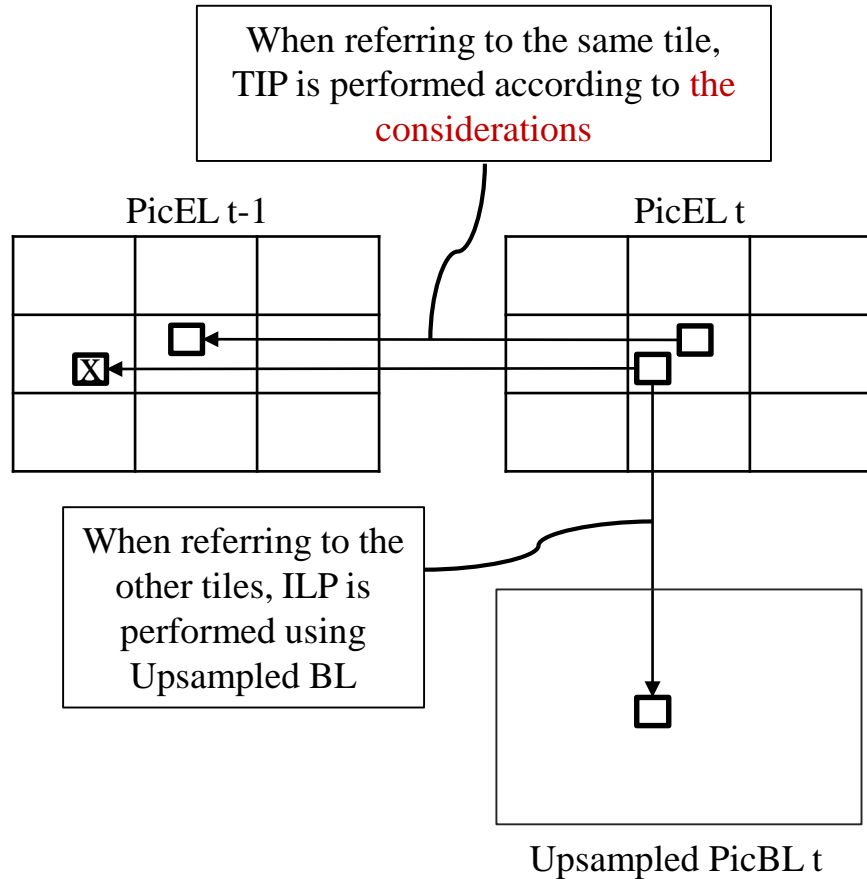 When referring to the same tile,
TIP is performed according to the
considerations
PicEL t-1
PicEL t
X
When referring to the
other tiles, ILP is
performed using
Upsampled BL
Upsampled PicBL t